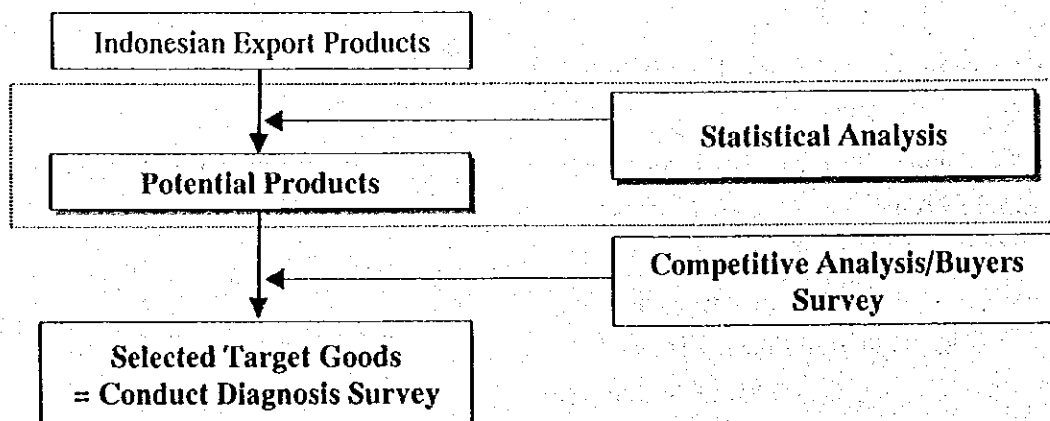 Indonesian Export Products
Statistical Analysis
Potential Products
Competitive Analysis/Buyers
Survey
Selected Target Goods
= Conduct Diagnosis Survey